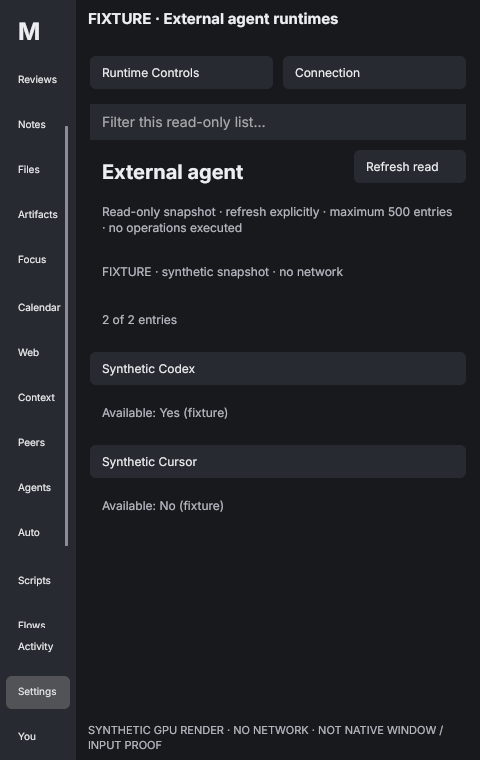 M
Reviews
Notes
Files
Artifacts
Focus
Calendar
Web
Context
Peers
Agents
Auto
Scripts
Flows
Activity
Settings
You
FIXTURE · External agent runtimes
Runtime Controls
Connection
Filter this read-only list...
External agent
Refresh read
Read-only snapshot · refresh explicitly · maximum 500 entries
· no operations executed
FIXTURE · synthetic snapshot · no network
2 of 2 entries
Synthetic Codex
Available: Yes (fixture)
Synthetic Cursor
Available: No (fixture)
SYNTHETIC GPU RENDER · NO NETWORK · NOT NATIVE WINDOW /
INPUT PROOF